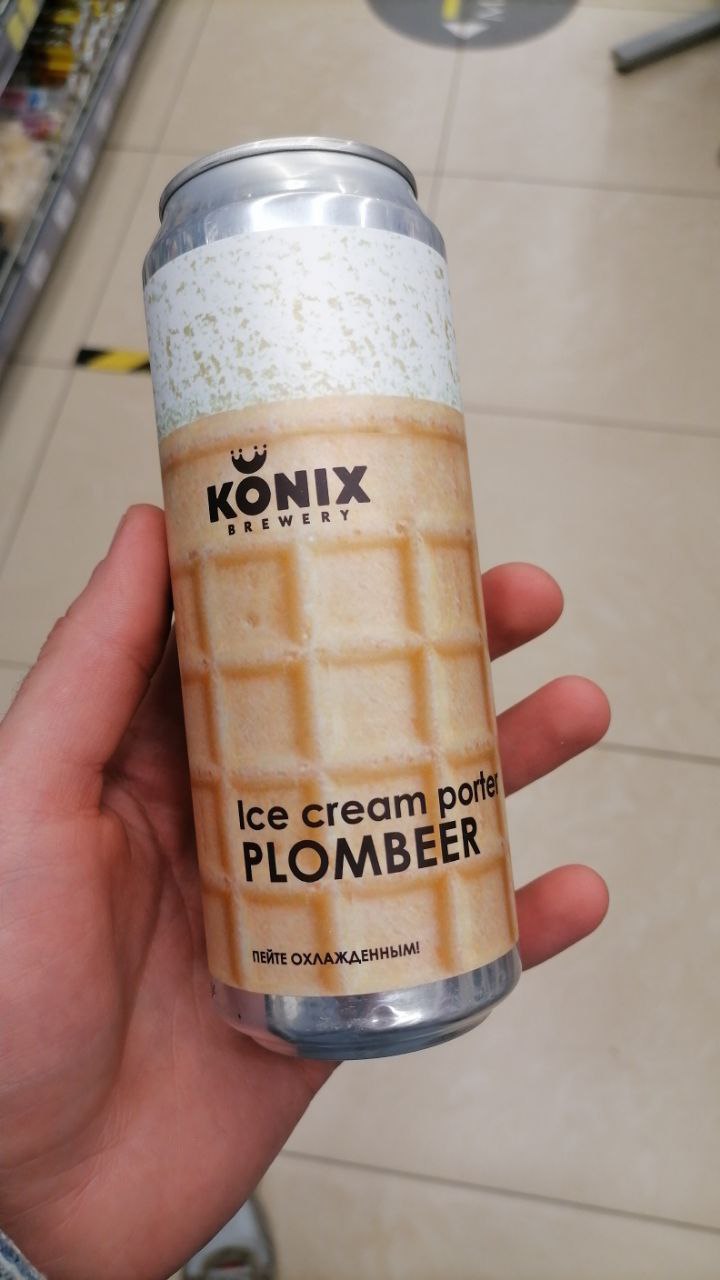 KONIX
BREWERY
Ice cream porter
PLOMBEER
ПЕЙТЕ ОХЛАЖДЕННЫМ!